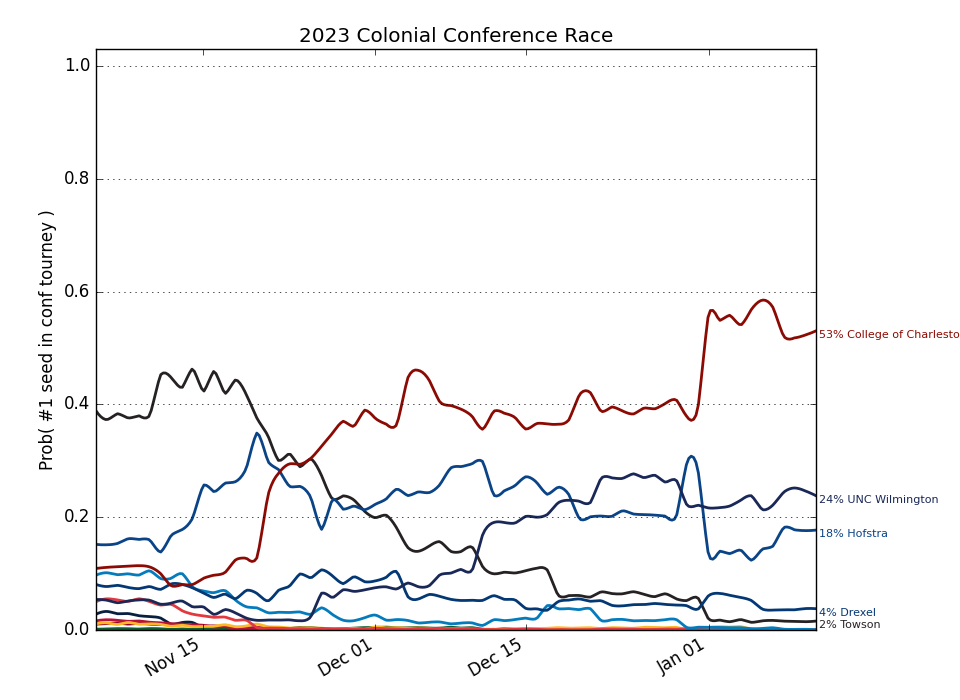 2023 Colonial Conference Race
Prob( #1 seed in conf tourney )
1.0
0.8
0.6
0.4
0.2
0.0
Nov 15
Dec 01
Dec 15
Jan 01
53% College of Charlesto
24% UNC Wilmington
18% Hofstra
4% Drexel
2% Towson